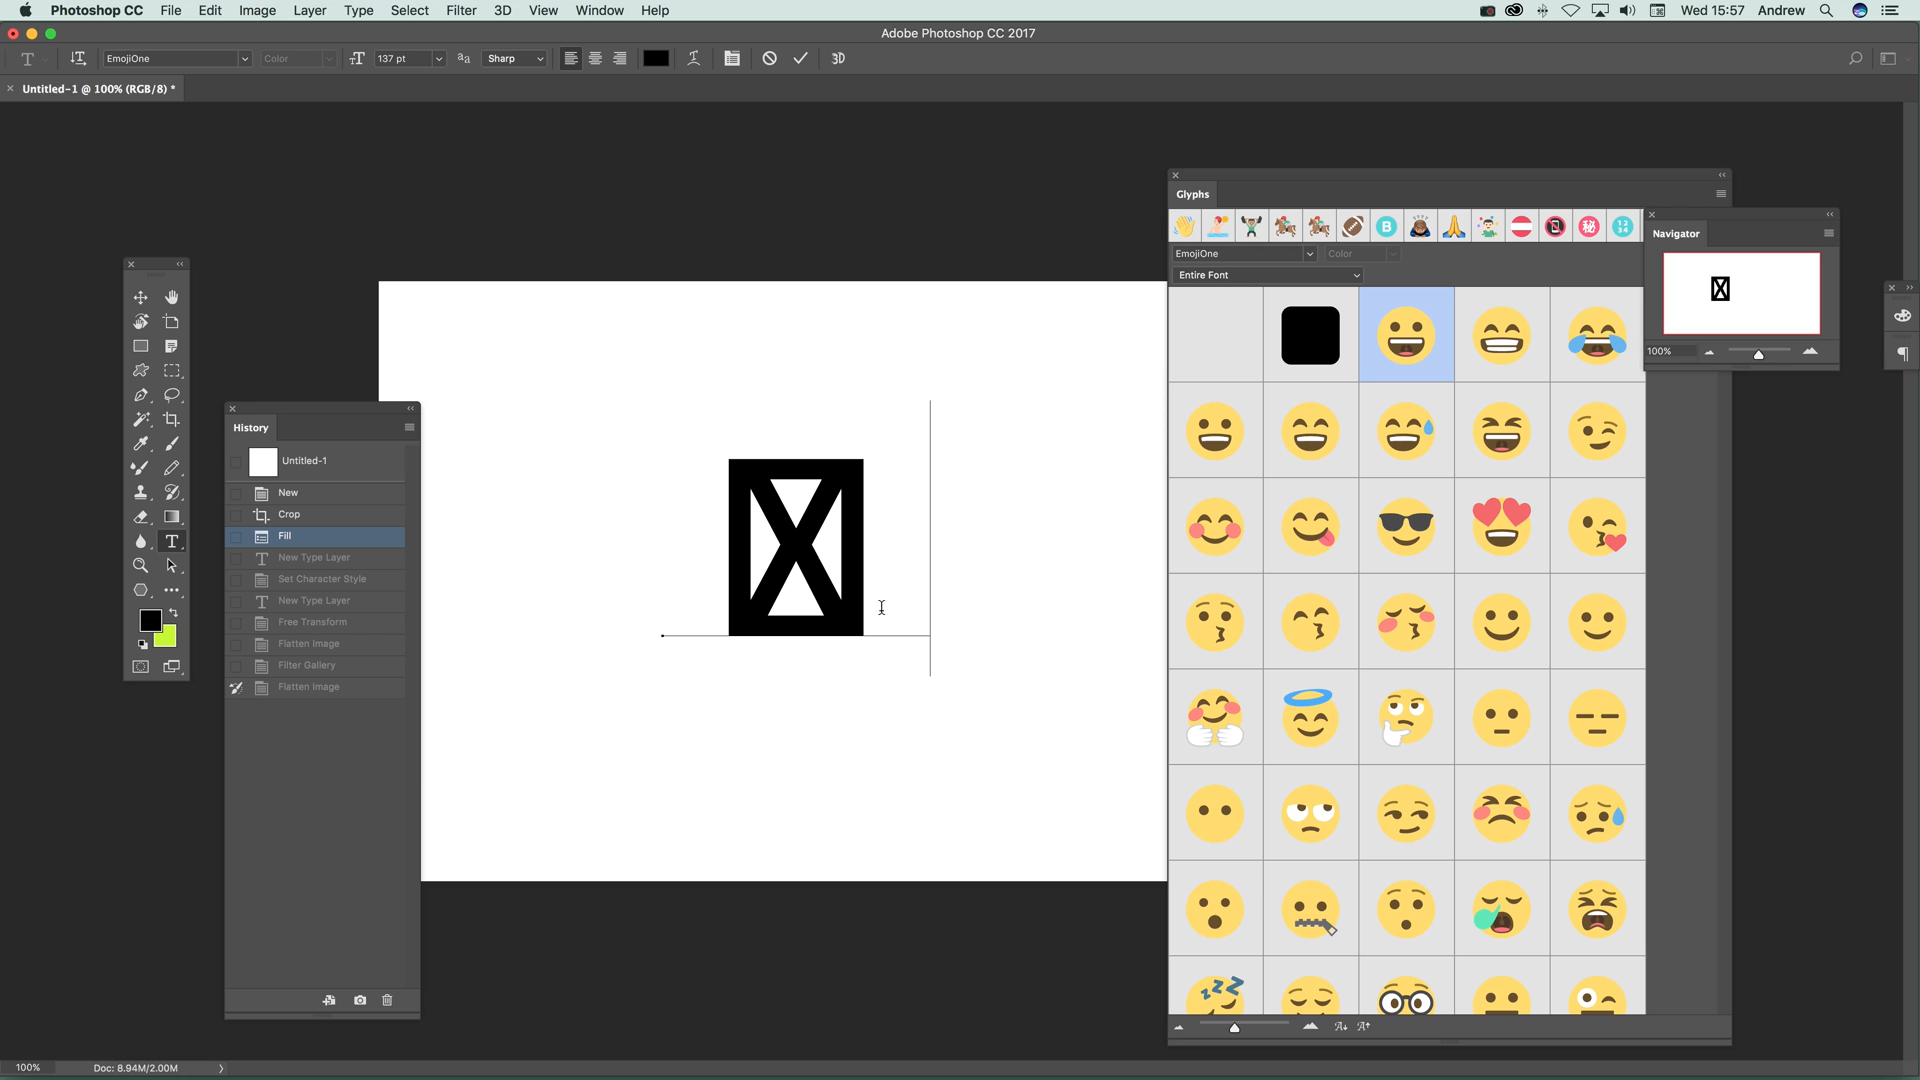 Photoshop CC File Edit Image Layer Type Select Filter 3D View Window Help Wed 15:57 Andrew
Adobe Photoshop CC 2017
EmojiOne Color 137 pt Sharp 3D
Untitled-1 @ 100% (RGB/8) *
Glyphs
EmojiOne Color
Entire Font
Navigator
100%
History
Untitled-1
New
Crop
Fill
New Type Layer
Set Character Style
New Type Layer
Free Transform
Flatten Image
Filter Gallery
Flatten Image
100% Doc: 8.94M/2.00M